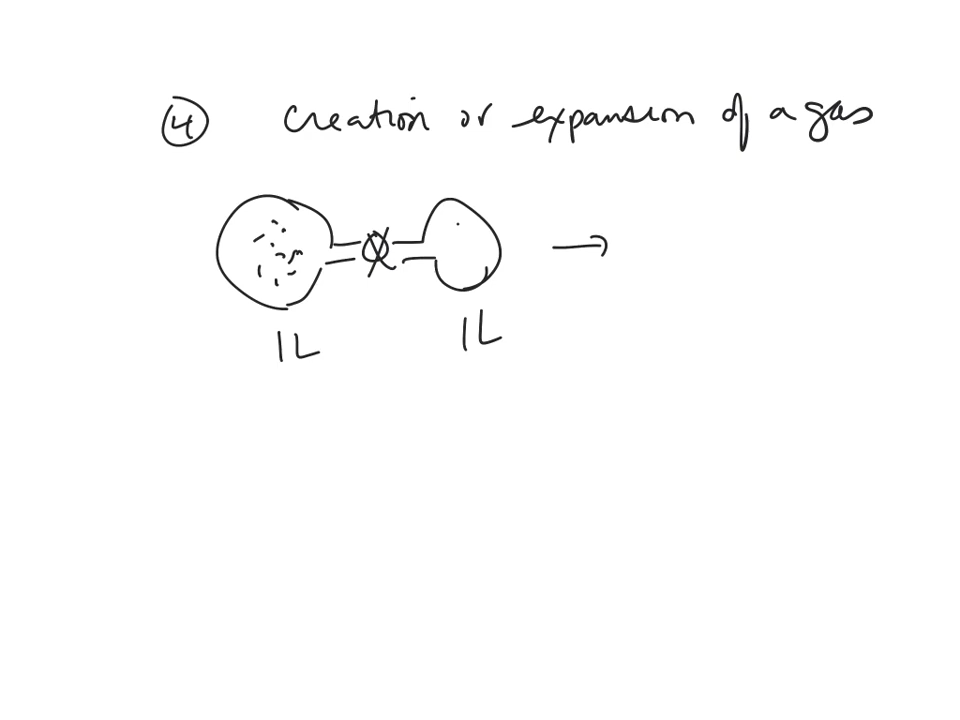 ④ creation or expansion of a gas
1L 1L